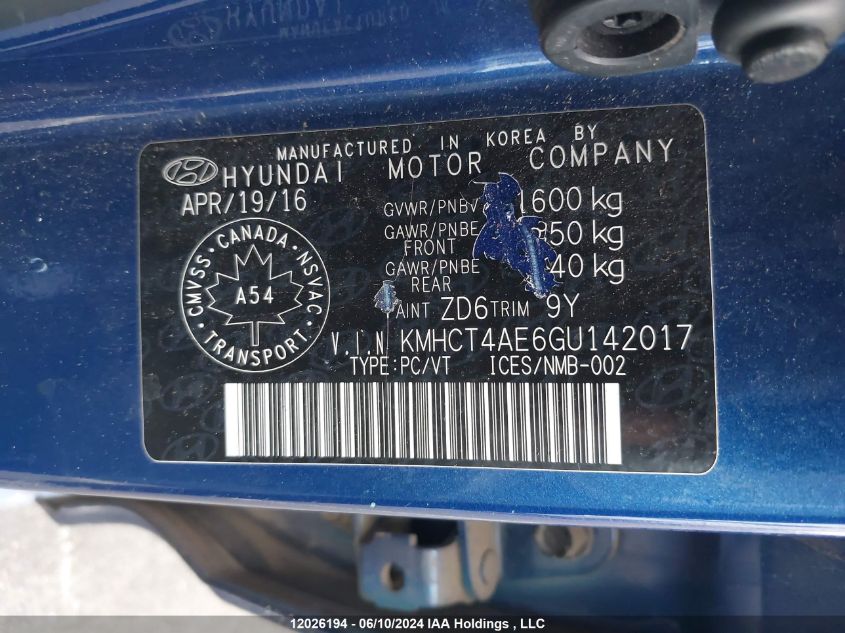 MANUFACTURED IN KOREA BY
HYUNDAI MOTOR COMPANY
APR/19/16
GVWR/PNBV 1600 kg
GAWR/PNBE FRONT 850 kg
GAWR/PNBE REAR 40 kg
CMVSS · CANADA · NSVAC
A54
TRANSPORT
AINT ZD6 TRIM 9Y
V.I.N KMHCT4AE6GU142017
TYPE:PC/VT ICES/NMB-002
12026194 - 06/10/2024 IAA Holdings , LLC